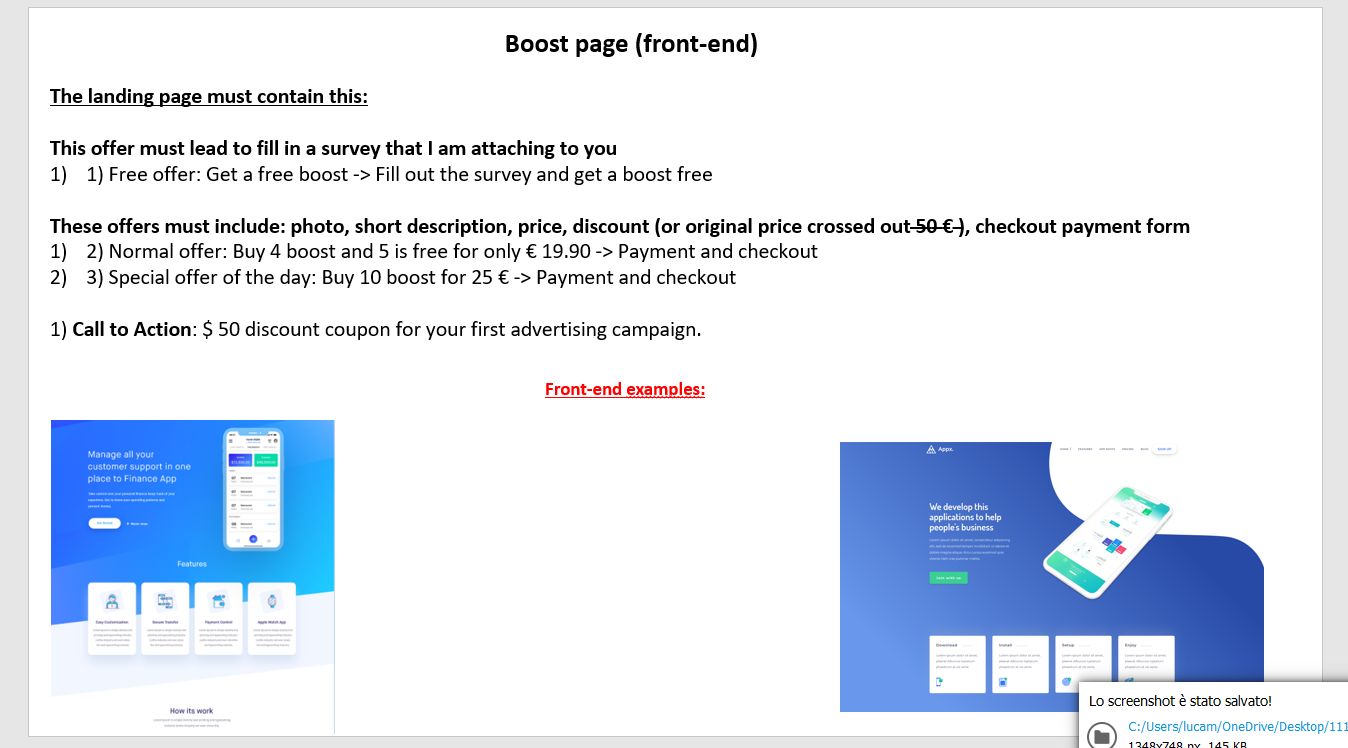 Boost page (front-end)
The landing page must contain this:
This offer must lead to fill in a survey that I am attaching to you
1) 1) Free offer: Get a free boost -> Fill out the survey and get a boost free
These offers must include: photo, short description, price, discount (or original price crossed out 50 € ), checkout payment form
1) 2) Normal offer: Buy 4 boost and 5 is free for only € 19.90 -> Payment and checkout
2) 3) Special offer of the day: Buy 10 boost for 25 € -> Payment and checkout
1) Call to Action: $ 50 discount coupon for your first advertising campaign.
Front-end examples:
Manage all your
customer support in one
place to Finance App
Features
Easy Customization
Secure Transfer
Payment Control
Apple Watch App
How its work
Appx.
SIGN UP
We develop this
applications to help
people's business
Join with us
Download
Install
Setup
Enjoy
Lo screenshot è stato salvato!
C:/Users/lucam/OneDrive/Desktop/111
1348x748 px, 145 KB